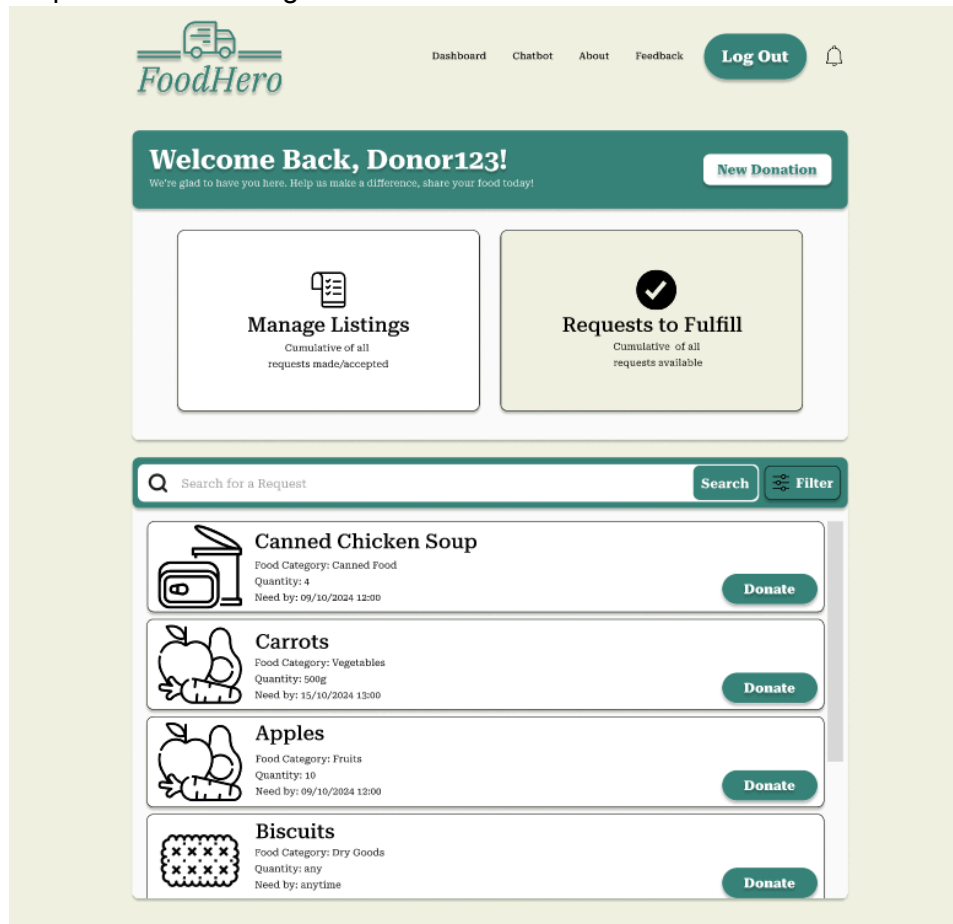 FoodHero
Dashboard Chatbot About Feedback Log Out
Welcome Back, Donor123!
We're glad to have you here. Help us make a difference, share your food today!
New Donation
Manage Listings
Cumulative of all
requests made/accepted
Requests to Fulfill
Cumulative of all
requests available
Search for a Request
Search
Filter
Canned Chicken Soup
Food Category: Canned Food
Quantity: 4
Need by: 09/10/2024 12:00
Donate
Carrots
Food Category: Vegetables
Quantity: 500g
Need by: 15/10/2024 13:00
Donate
Apples
Food Category: Fruits
Quantity: 10
Need by: 09/10/2024 12:00
Donate
Biscuits
Food Category: Dry Goods
Quantity: any
Need by: anytime
Donate